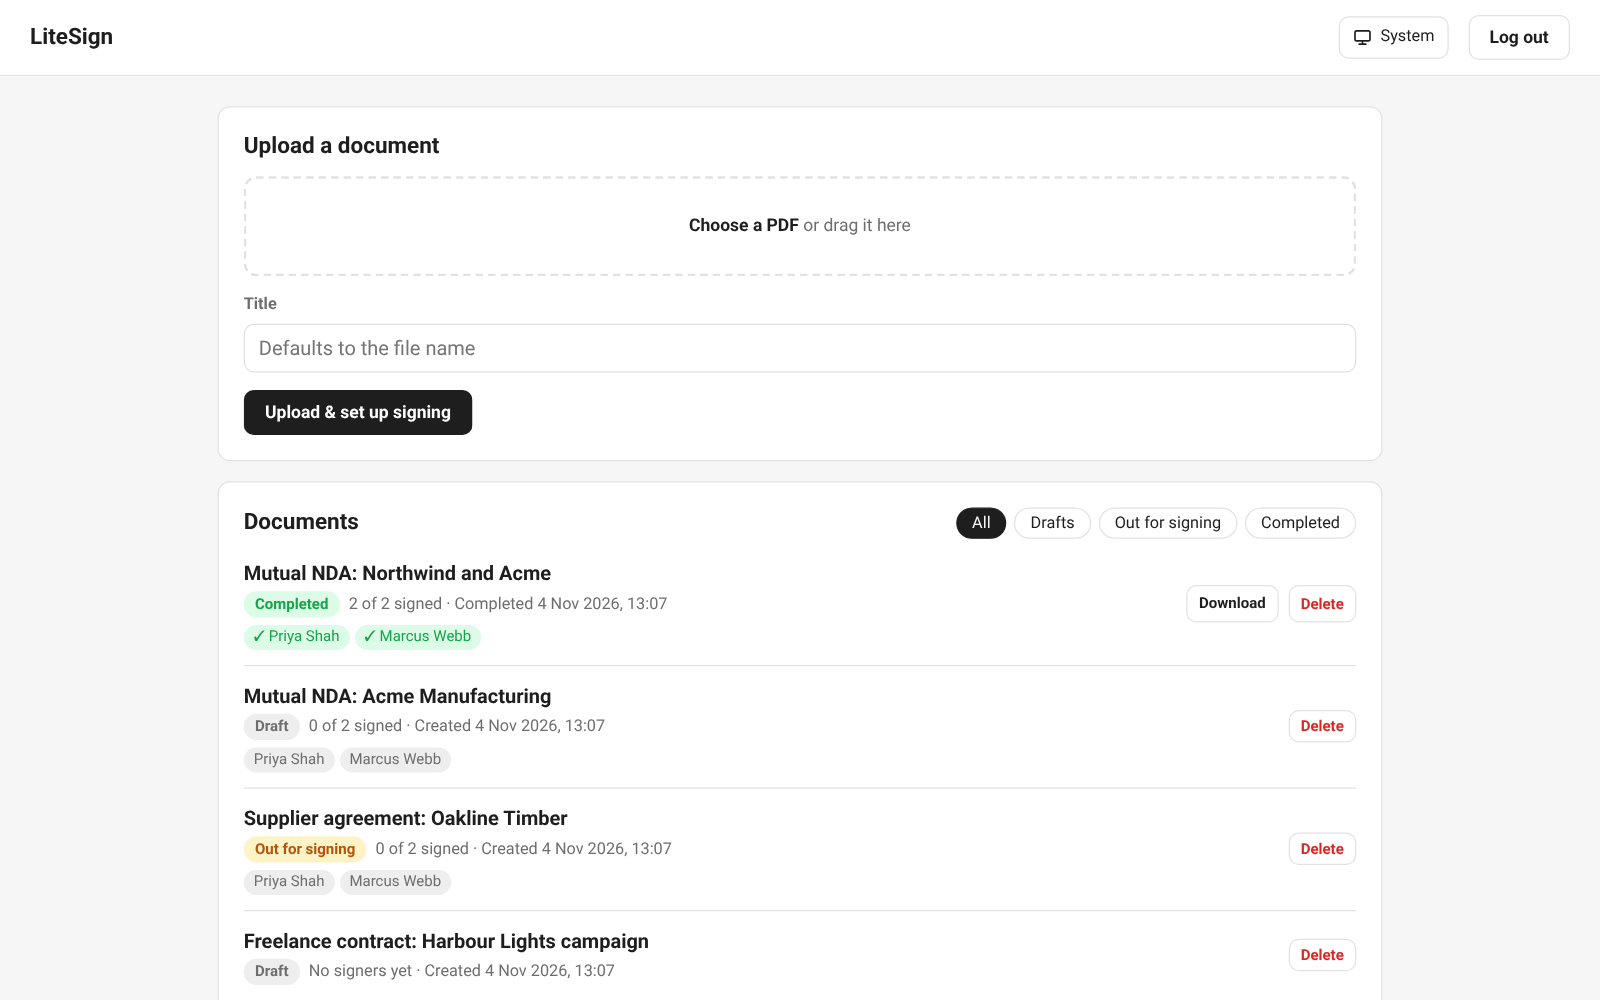 LiteSign
System
Log out
Upload a document
Choose a PDF or drag it here
Title
Defaults to the file name
Upload & set up signing
Documents
All
Drafts
Out for signing
Completed
Mutual NDA: Northwind and Acme
Completed 2 of 2 signed · Completed 4 Nov 2026, 13:07
✓ Priya Shah ✓ Marcus Webb
Download
Delete
Mutual NDA: Acme Manufacturing
Draft 0 of 2 signed · Created 4 Nov 2026, 13:07
Priya Shah Marcus Webb
Delete
Supplier agreement: Oakline Timber
Out for signing 0 of 2 signed · Created 4 Nov 2026, 13:07
Priya Shah Marcus Webb
Delete
Freelance contract: Harbour Lights campaign
Draft No signers yet · Created 4 Nov 2026, 13:07
Delete